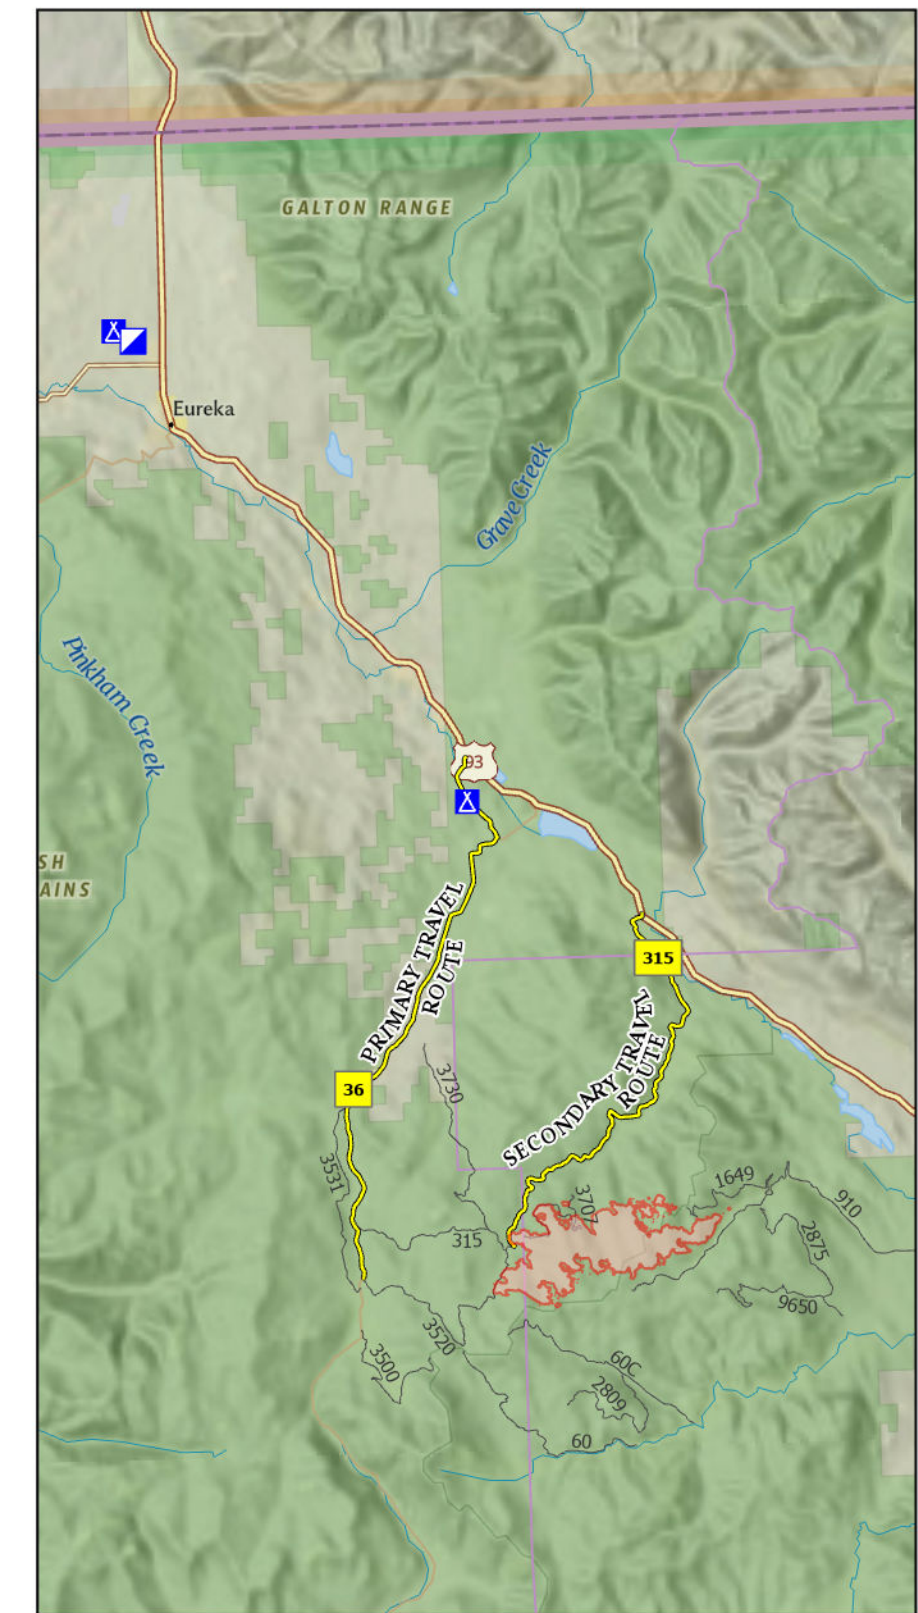 GALTON RANGE
Eureka
Grave Creek
Pinkham Creek
93
SH
AINS
PRIMARY TRAVEL
ROUTE
315
36
SECONDARY TRAVEL
ROUTE
3730
3531
315
3707
1649
910
2875
9650
3520
3500
60C
2809
60